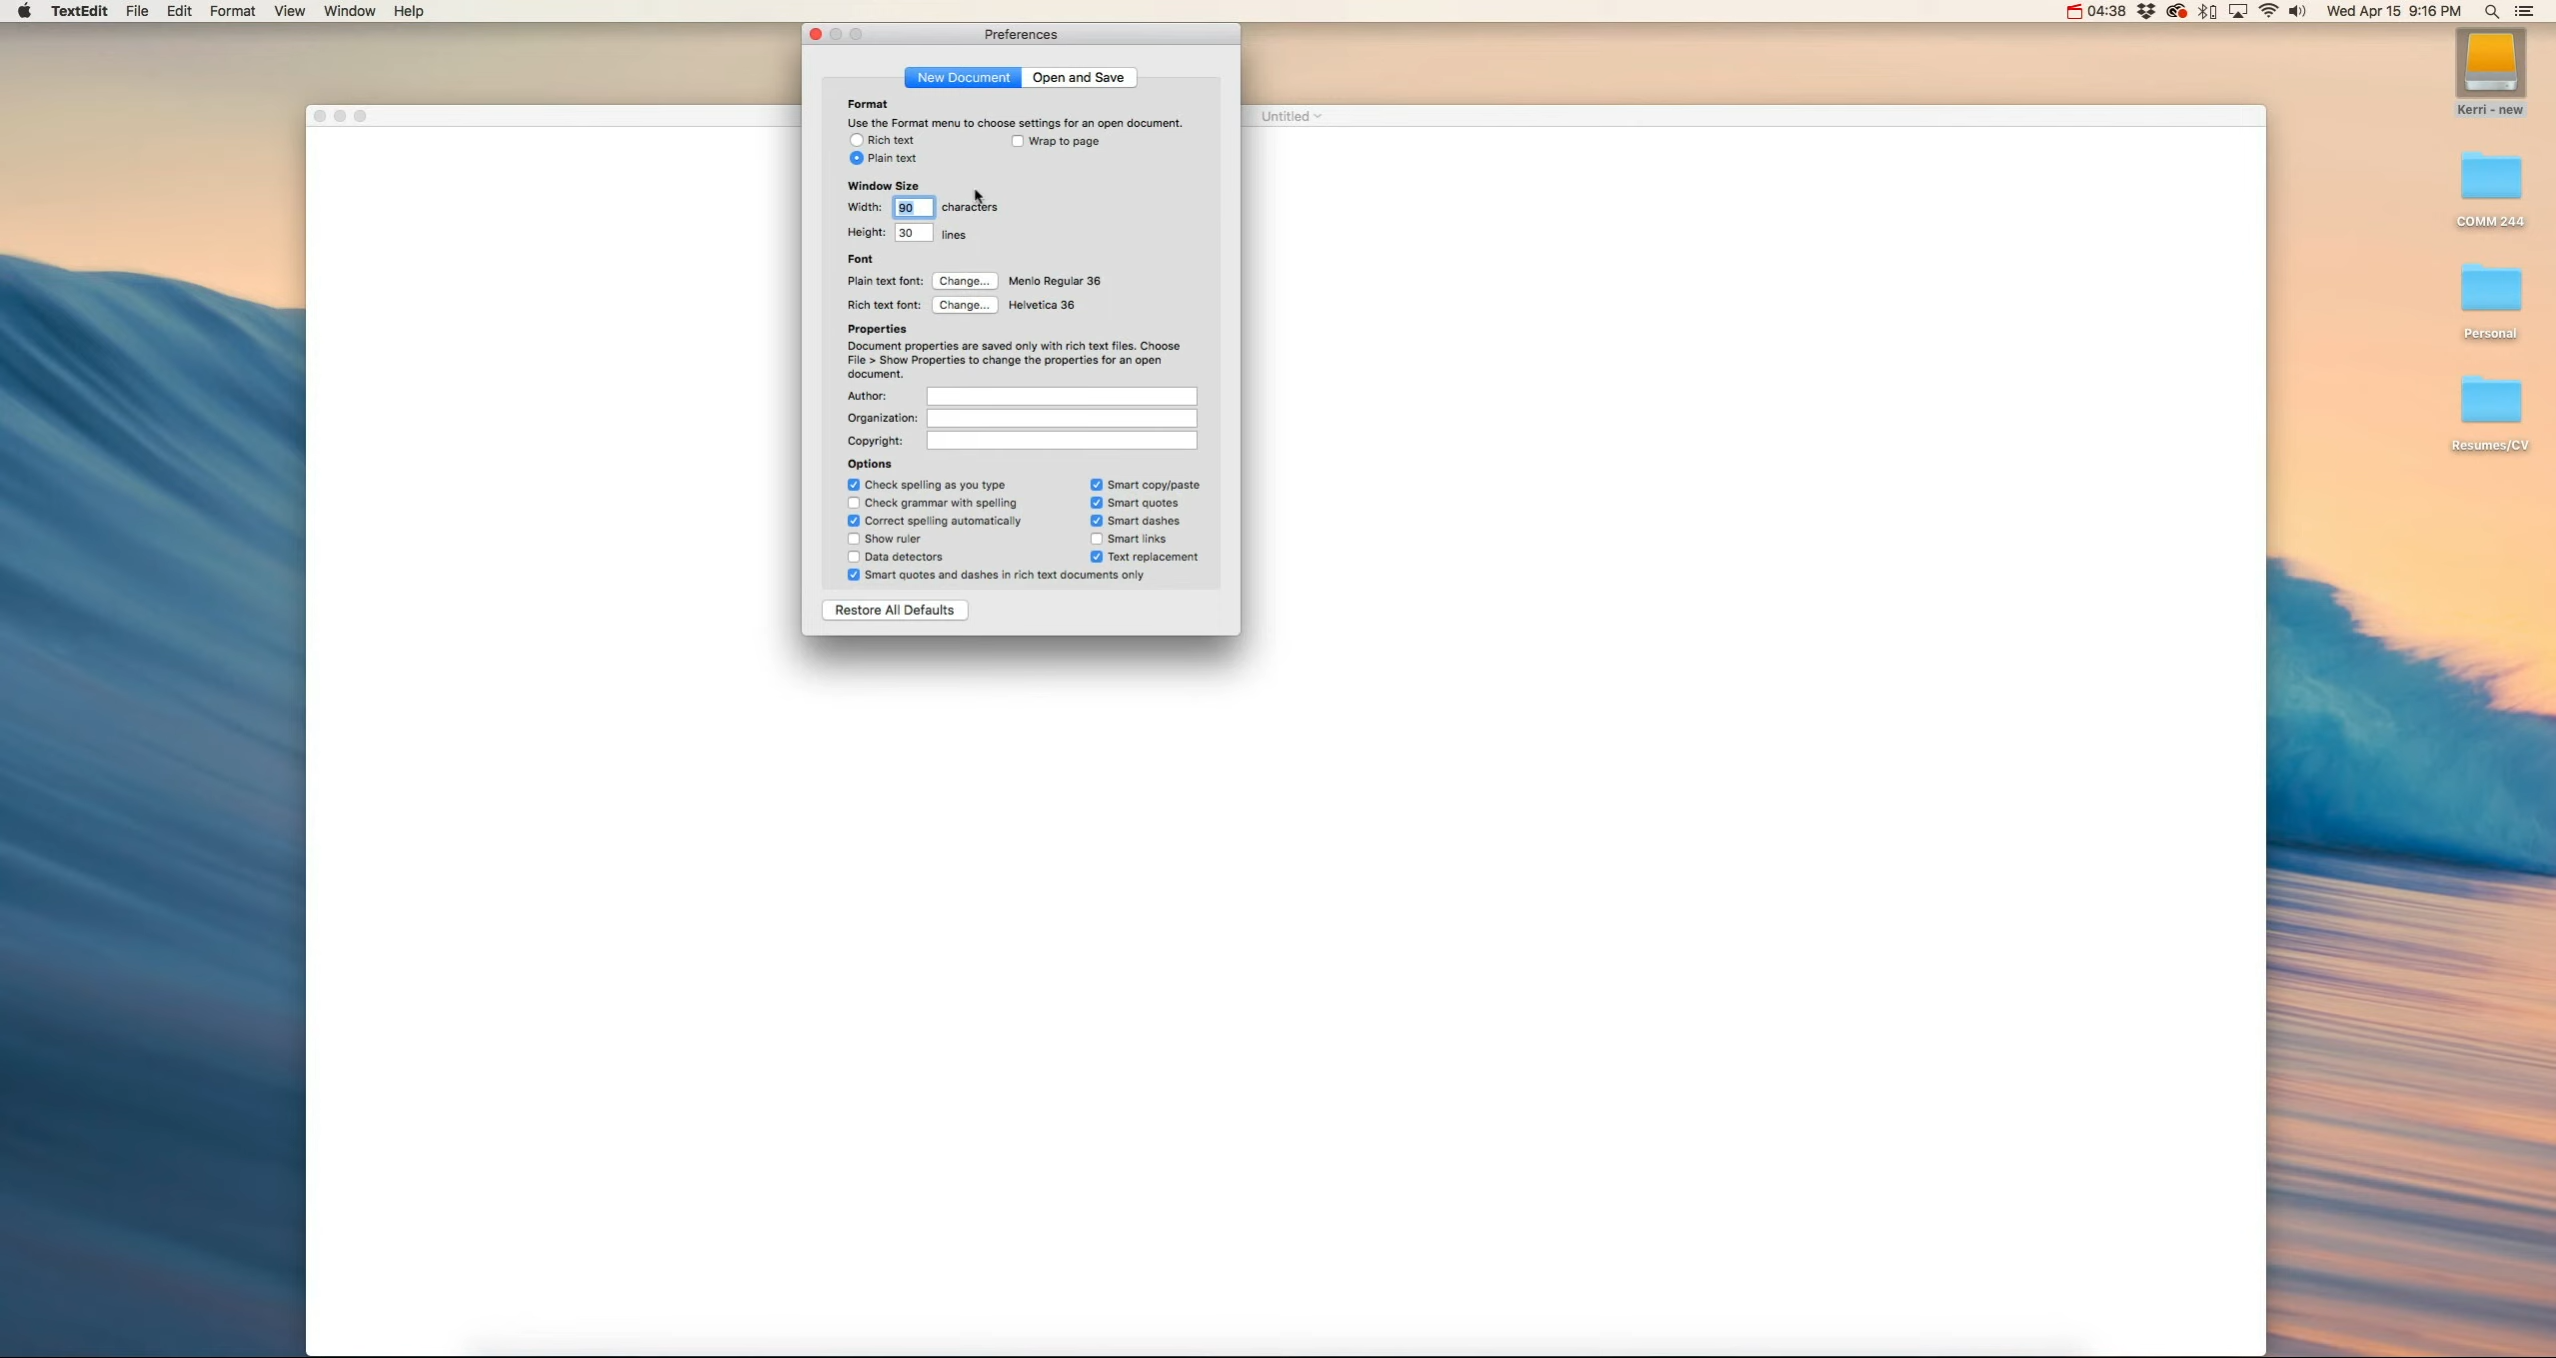 TextEdit File Edit Format View Window Help 04:38 Wed Apr 15 9:16 PM
Preferences
New Document Open and Save
Format
Use the Format menu to choose settings for an open document.
Rich text Wrap to page
Plain text
Window Size
Width: 90 characters
Height: 30 lines
Font
Plain text font: Change... Menlo Regular 36
Rich text font: Change... Helvetica 36
Properties
Document properties are saved only with rich text files. Choose
File > Show Properties to change the properties for an open
document.
Author:
Organization:
Copyright:
Options
Check spelling as you type Smart copy/paste
Check grammar with spelling Smart quotes
Correct spelling automatically Smart dashes
Show ruler Smart links
Data detectors Text replacement
Smart quotes and dashes in rich text documents only
Restore All Defaults
Untitled
Kerri - new
COMM 244
Personal
Resumes/CV